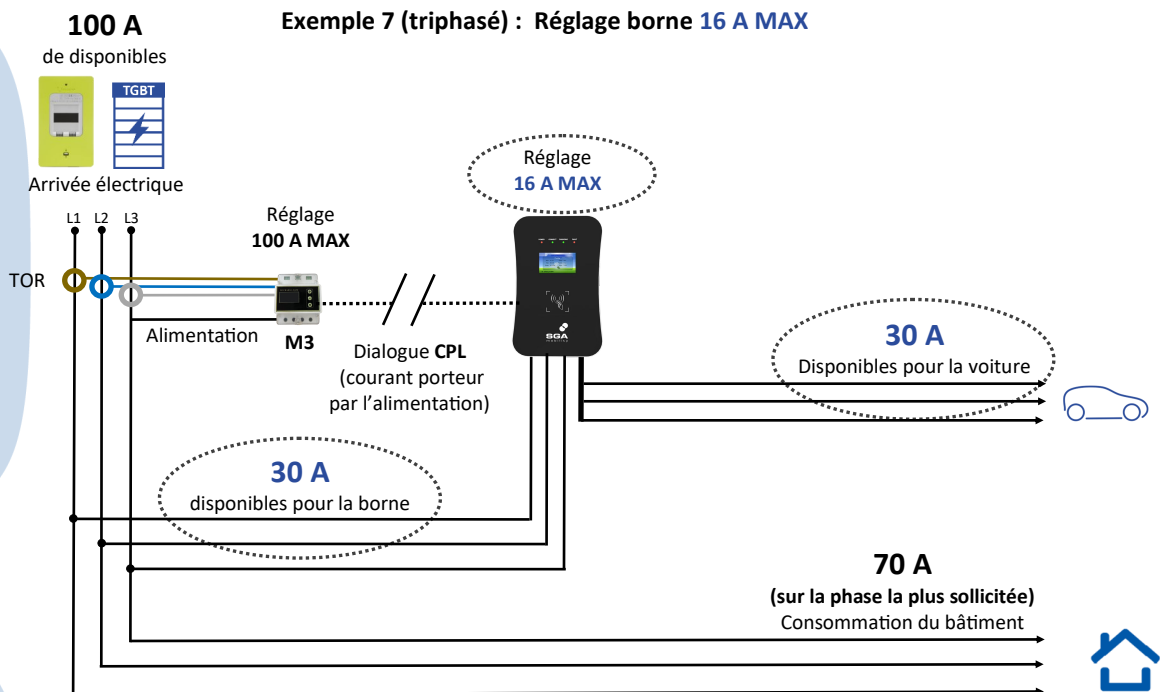 Exemple 7 (triphasé) : Réglage borne 16 A MAX
100 A
de disponibles
TGBT
Arrivée électrique
L1 L2 L3
TOR
Réglage
100 A MAX
Alimentation
M3
Dialogue CPL
(courant porteur
par l'alimentation)
Réglage
16 A MAX
SGA
30 A
Disponibles pour la voiture
30 A
disponibles pour la borne
70 A
(sur la phase la plus sollicitée)
Consommation du bâtiment